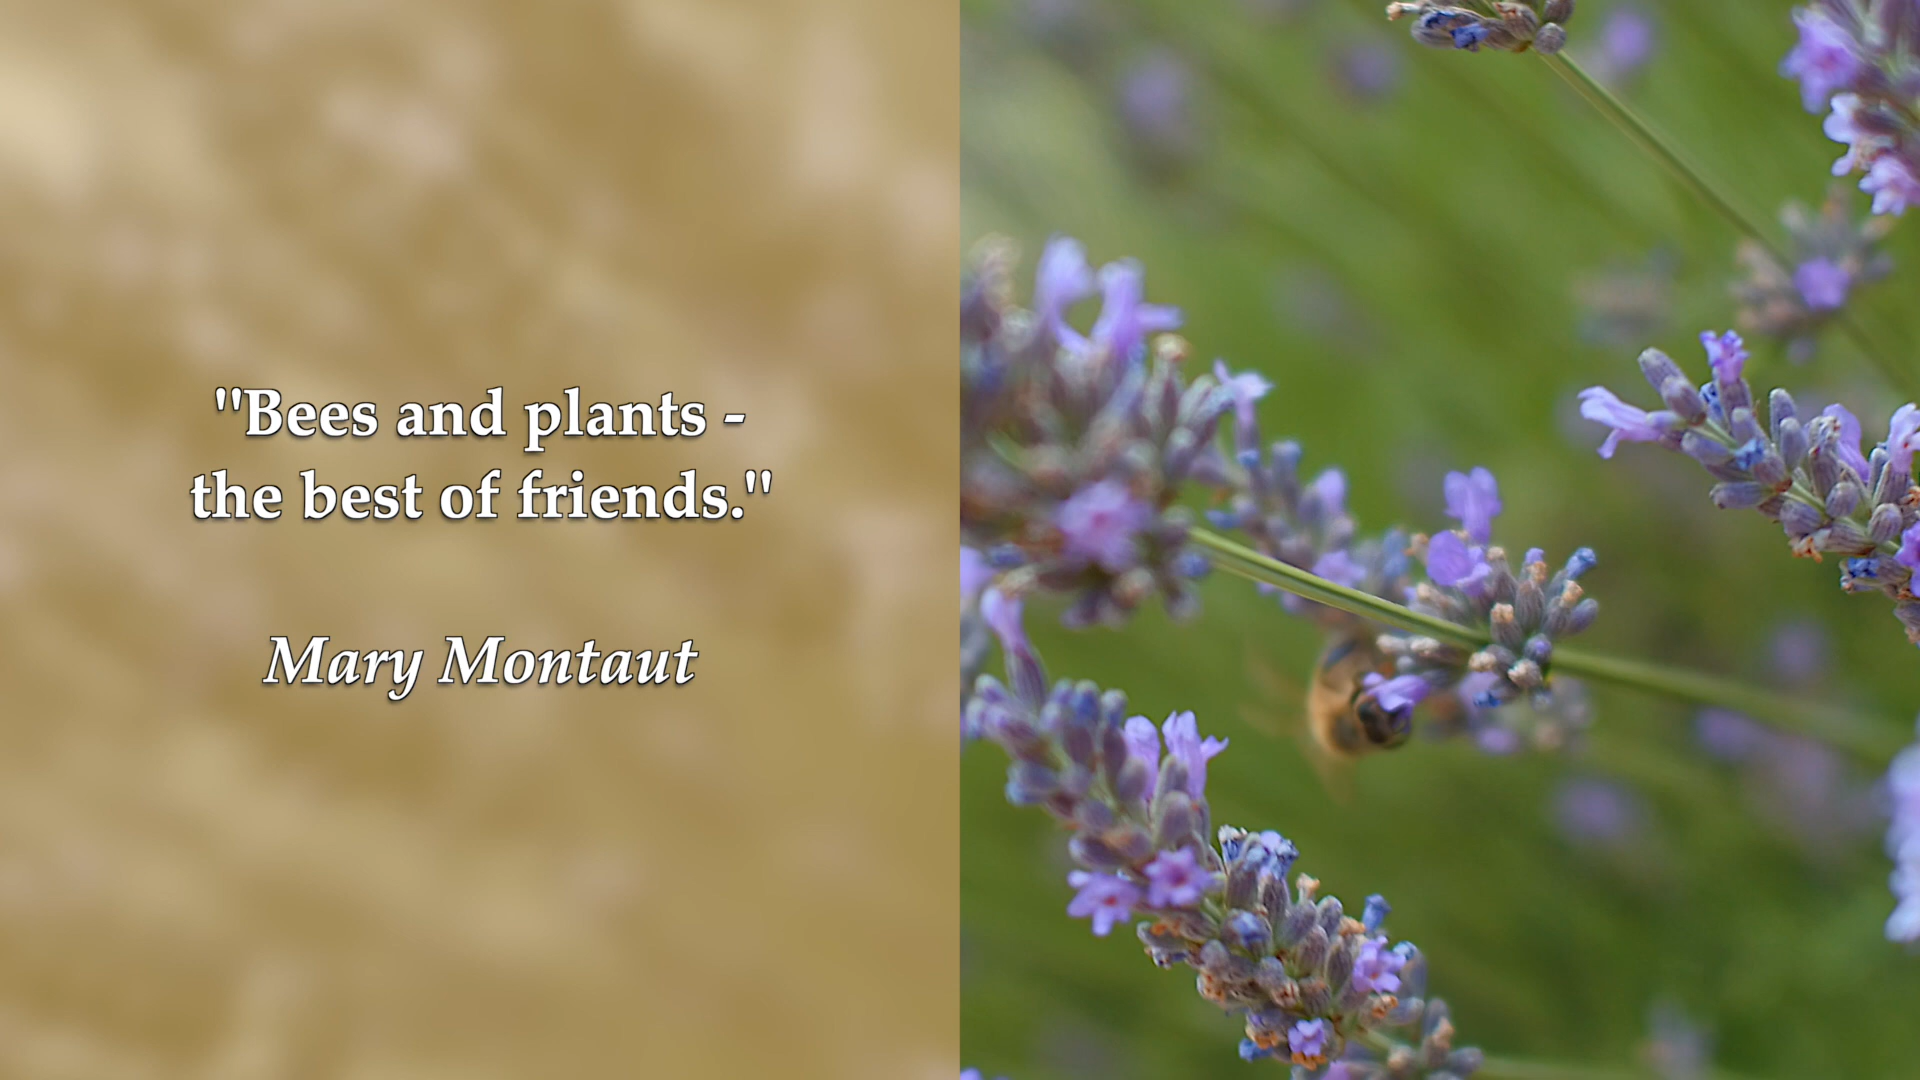 "Bees and plants -
the best of friends."
Mary Montaut